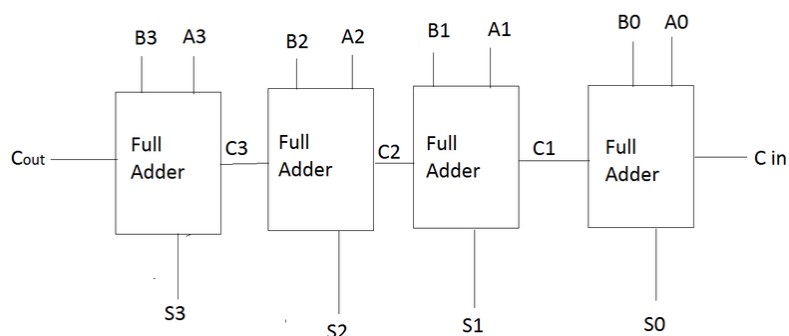 B3 A3 B2 A2 B1 A1 B0 A0
Full Adder
Full Adder
Full Adder
Full Adder
Cout C3 C2 C1 C in
S3 S2 S1 S0